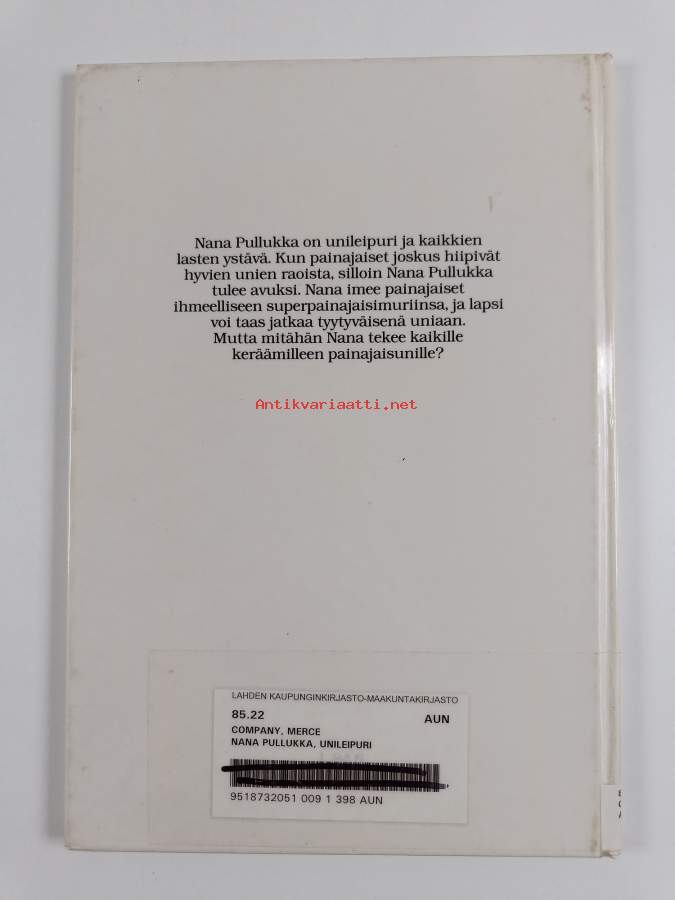 Nana Pullukka on unileipuri ja kaikkien
lasten ystävä. Kun painajaiset joskus hiipivät
hyvien unien raoista, silloin Nana Pullukka
tulee avuksi. Nana imee painajaiset
ihmeelliseen superpainajaisimuriinsa, ja lapsi
voi taas jatkaa tyytyväisenä uniaan.
Mutta mitähän Nana tekee kaikille
keräämilleen painajaisunille?
Antikvariaatti.net
LAHDEN KAUPUNGINKIRJASTO-MAAKUNTAKIRJASTO
85.22 AUN
COMPANY, MERCE
NANA PULLUKKA, UNILEIPURI
9518732051 009 1 398 AUN